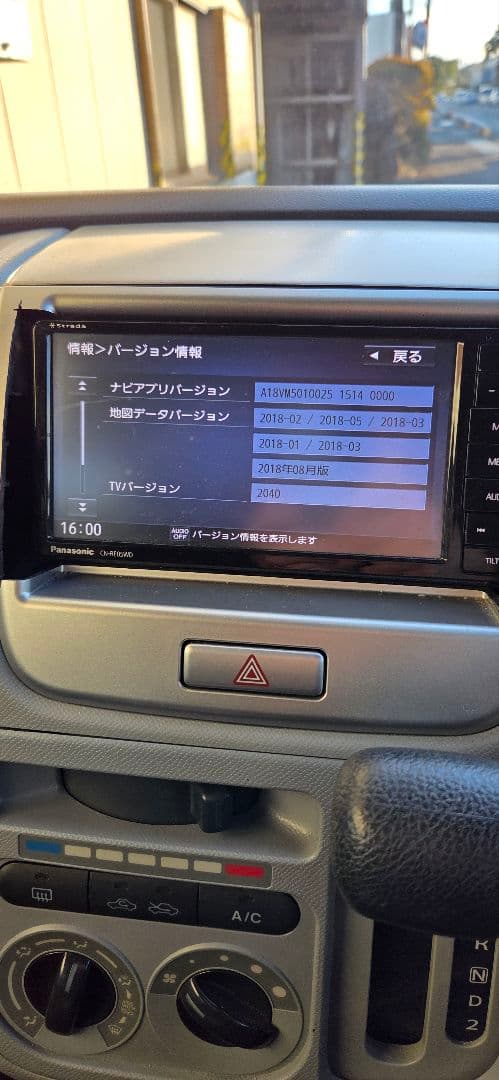 Strada
情報>バージョン情報
◀ 戻る
ナビアプリバージョン
A18VM5010025 1514 0000
地図データバージョン
2018-02 / 2018-05 / 2018-03
2018-01 / 2018-03
2018年08月版
TVバージョン
2040
16:00
AUDIO OFF バージョン情報を表示します
Panasonic CN-RE05WD
TILT
A/C
R
N
D
2